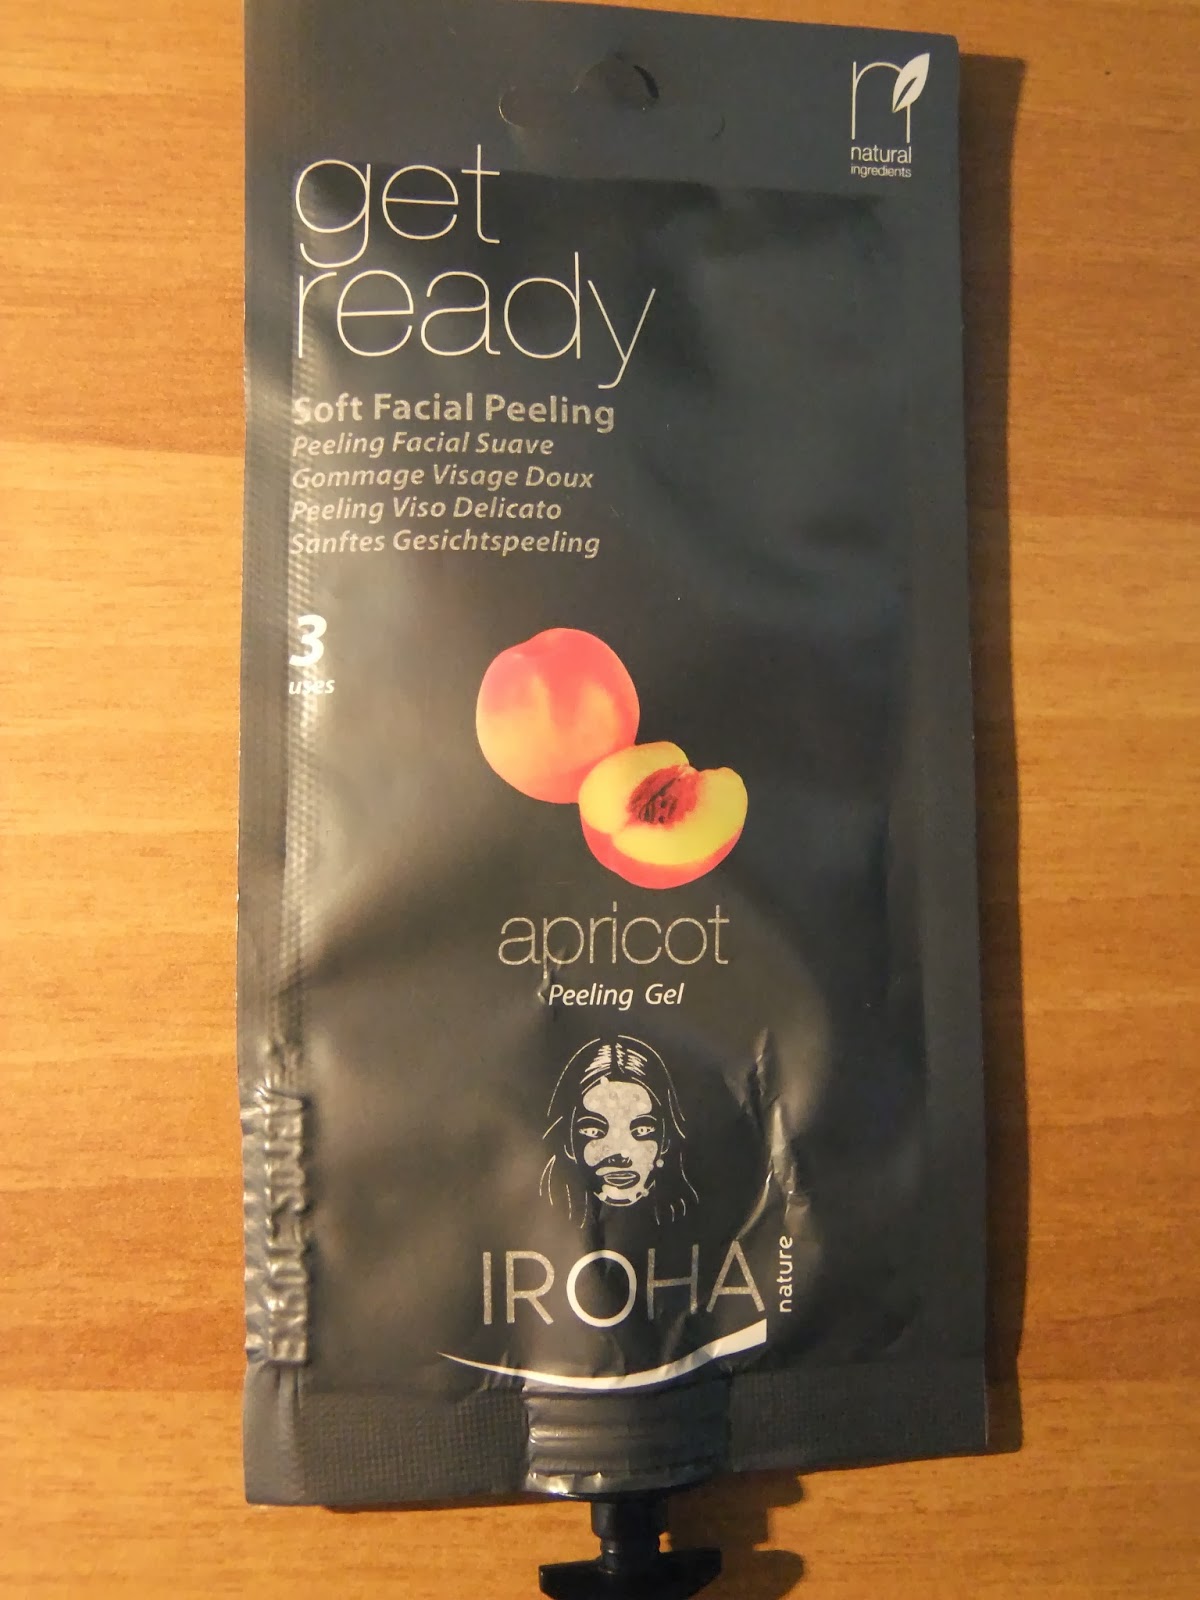 natural
ingredients
get
ready
Soft Facial Peeling
Peeling Facial Suave
Gommage Visage Doux
Peeling Viso Delicato
Sanftes Gesichtspeeling
3
uses
apricot
Peeling Gel
IROHA
nature